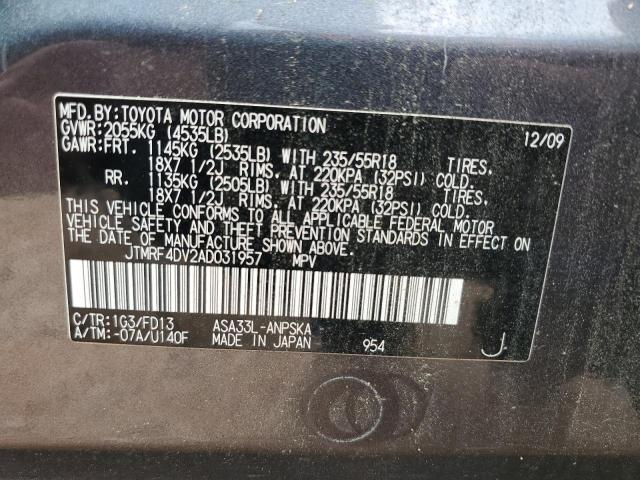 MFD.BY:TOYOTA MOTOR CORPORATION 12/09
GVWR:2055KG (4535LB)
GAWR:FRT. 1145KG (2535LB) WITH 235/55R18 TIRES.
18X7 1/2J RIMS. AT 220KPA (32PSI) COLD.
RR. 1135KG (2505LB) WITH 235/55R18 TIRES.
18X7 1/2J RIMS. AT 220KPA (32PSI) COLD.
THIS VEHICLE CONFORMS TO ALL APPLICABLE FEDERAL MOTOR
VEHICLE SAFETY AND THEFT PREVENTION STANDARDS IN EFFECT ON
THE DATE OF MANUFACTURE SHOWN ABOVE.
JTMRF4DV2AD031957 MPV
C/TR:1G3/FD13 ASA33L-ANPSKA
A/TM:-07A/U140F MADE IN JAPAN 954 J